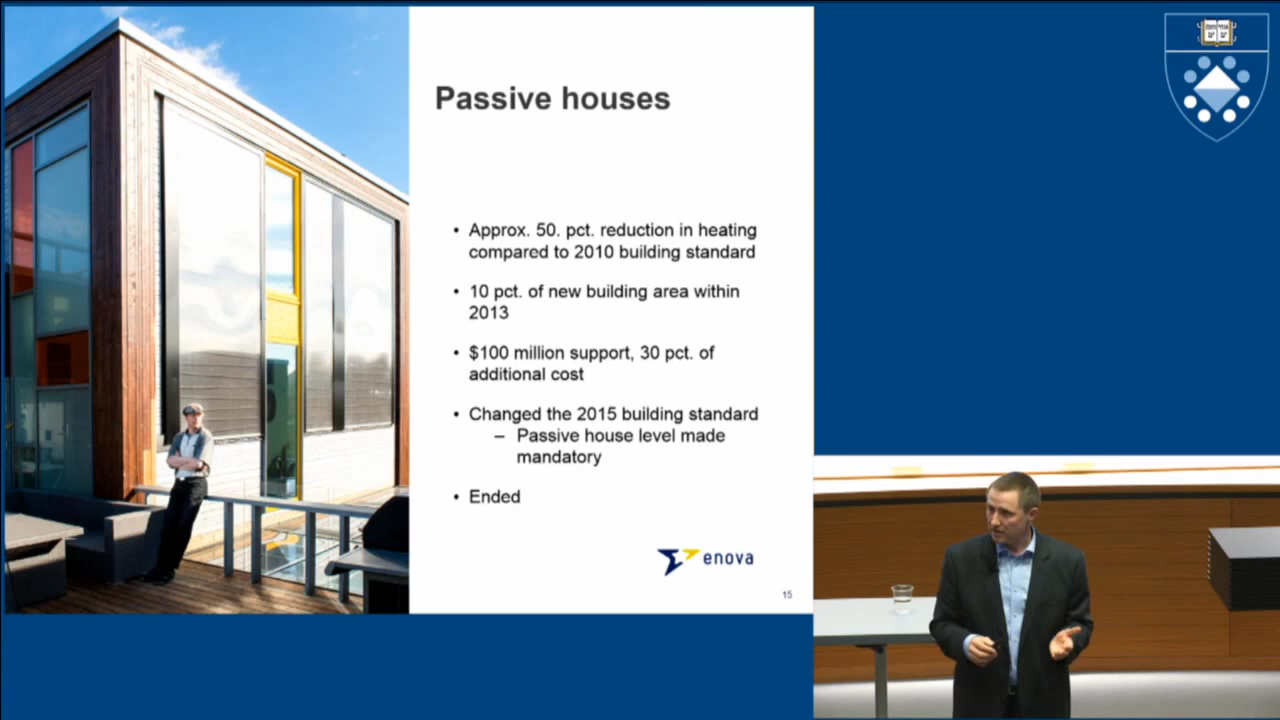 Passive houses
• Approx. 50. pct. reduction in heating
compared to 2010 building standard
• 10 pct. of new building area within
2013
• $100 million support, 30 pct. of
additional cost
• Changed the 2015 building standard
– Passive house level made
mandatory
• Ended
enova
15